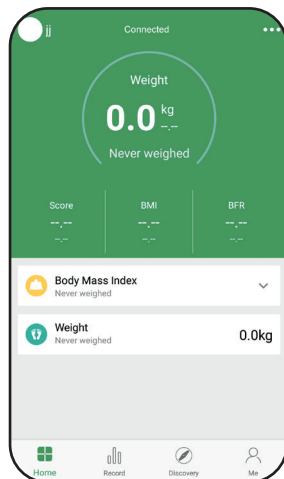 jj
Connected
Weight
0.0 kg
--.--
Never weighed
Score BMI BFR
--.-- --.-- --.--
--.-- --.-- --.--
Body Mass Index
Never weighed
Weight
Never weighed
0.0kg
Home Record Discovery Me